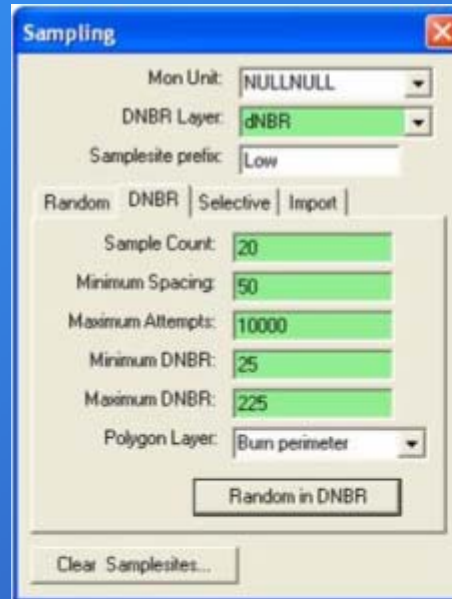 Sampling
Mon Unit: NULLNULL
DNBR Layer: dNBR
Samplesite prefix: Low
Random DNBR Selective Import
Sample Count: 20
Minimum Spacing: 50
Maximum Attempts: 10000
Minimum DNBR: 25
Maximum DNBR: 225
Polygon Layer: Burn perimeter
Random in DNBR
Clear Samplesites...